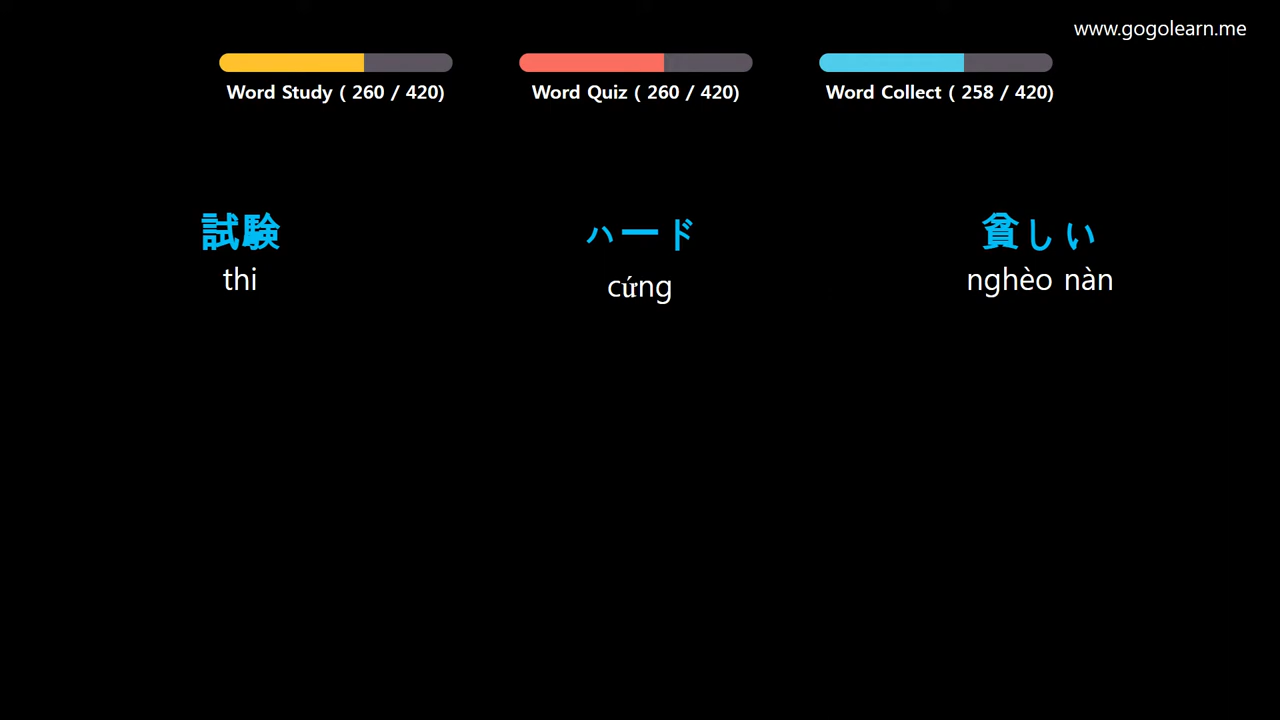 www.gogolearn.me
Word Study ( 260 / 420)
Word Quiz ( 260 / 420)
Word Collect ( 258 / 420)
試験
thi
ハード
cứng
貧しい
nghèo nàn